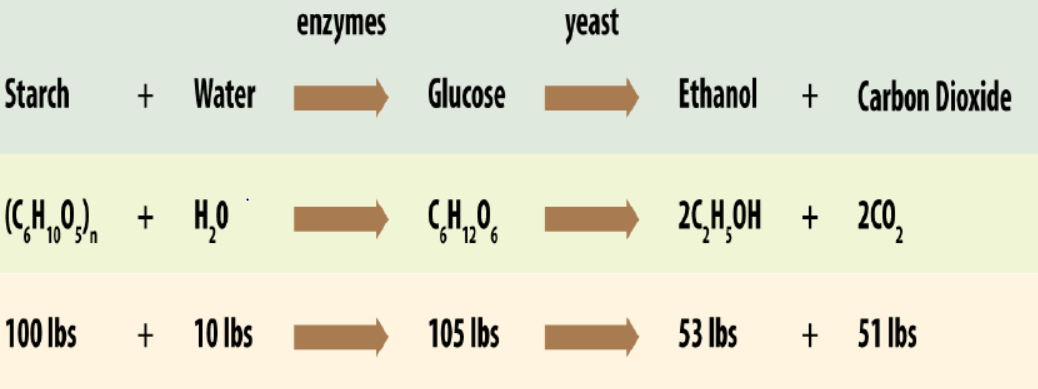 enzymes yeast
Starch + Water Glucose Ethanol + Carbon Dioxide
(C₆H₁₀O₅)ₙ + H₂O C₆H₁₂O₆ 2C₂H₅OH + 2CO₂
100 lbs + 10 lbs 105 lbs 53 lbs + 51 lbs